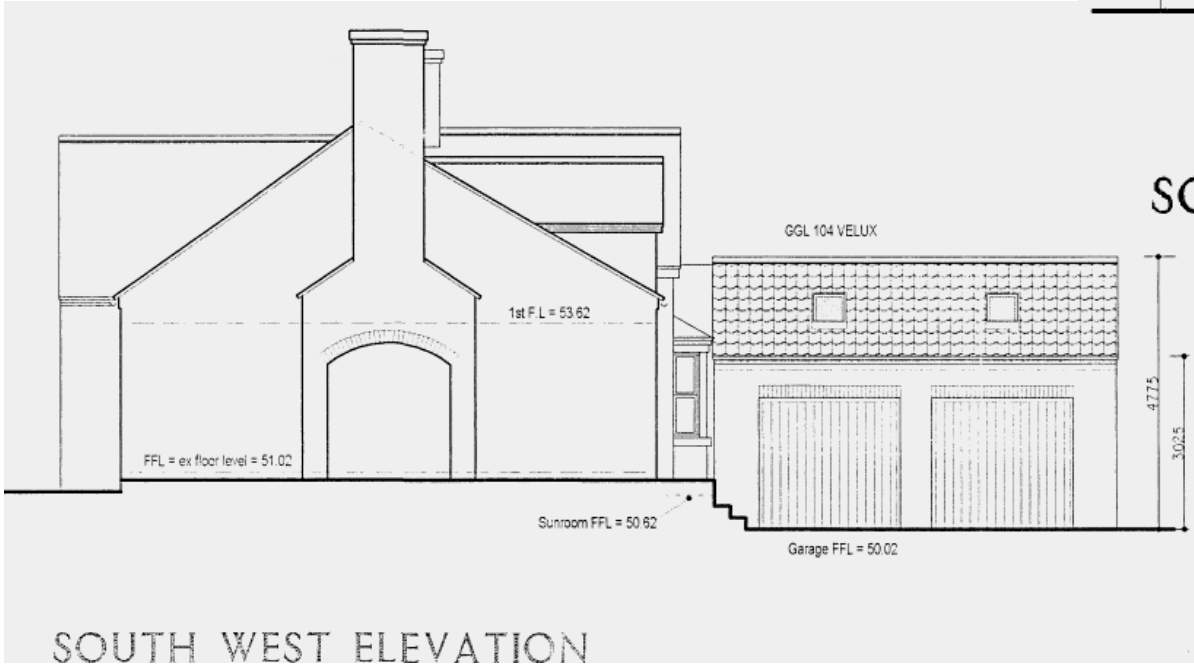 SO
GGL 104 VELUX
1st F.L = 53.62
4775
3025
FFL = ex floor level = 51.02
Sunroom FFL = 50.62
Garage FFL = 50.02
SOUTH WEST ELEVATION